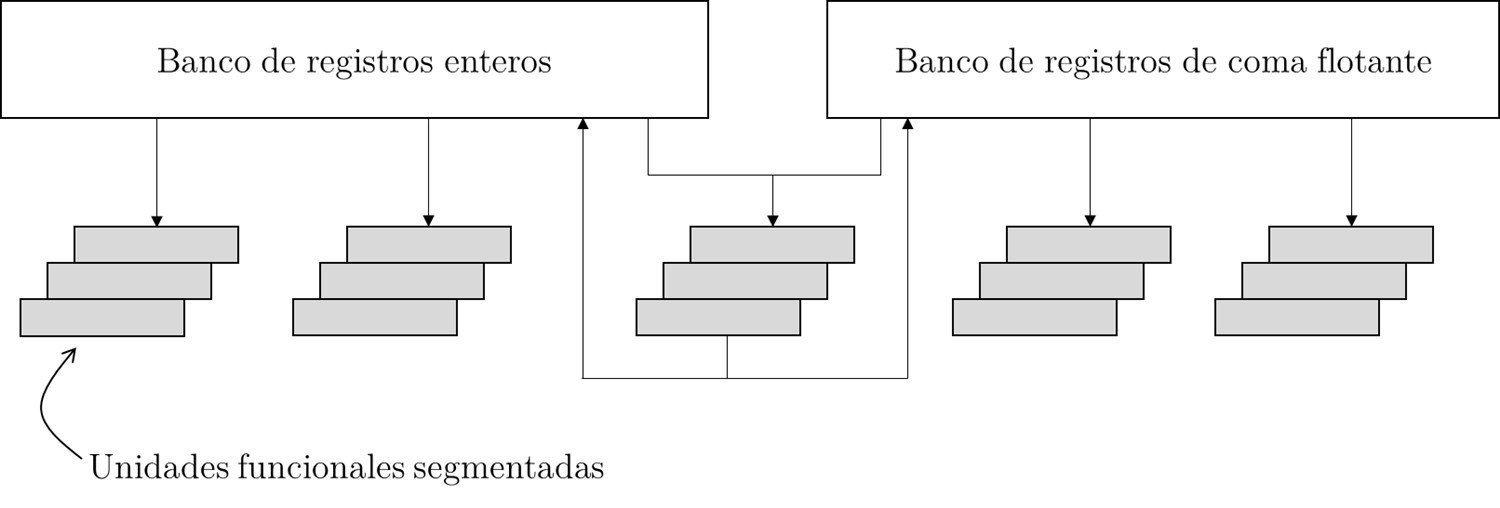 Banco de registros enteros
Banco de registros de coma flotante
Unidades funcionales segmentadas